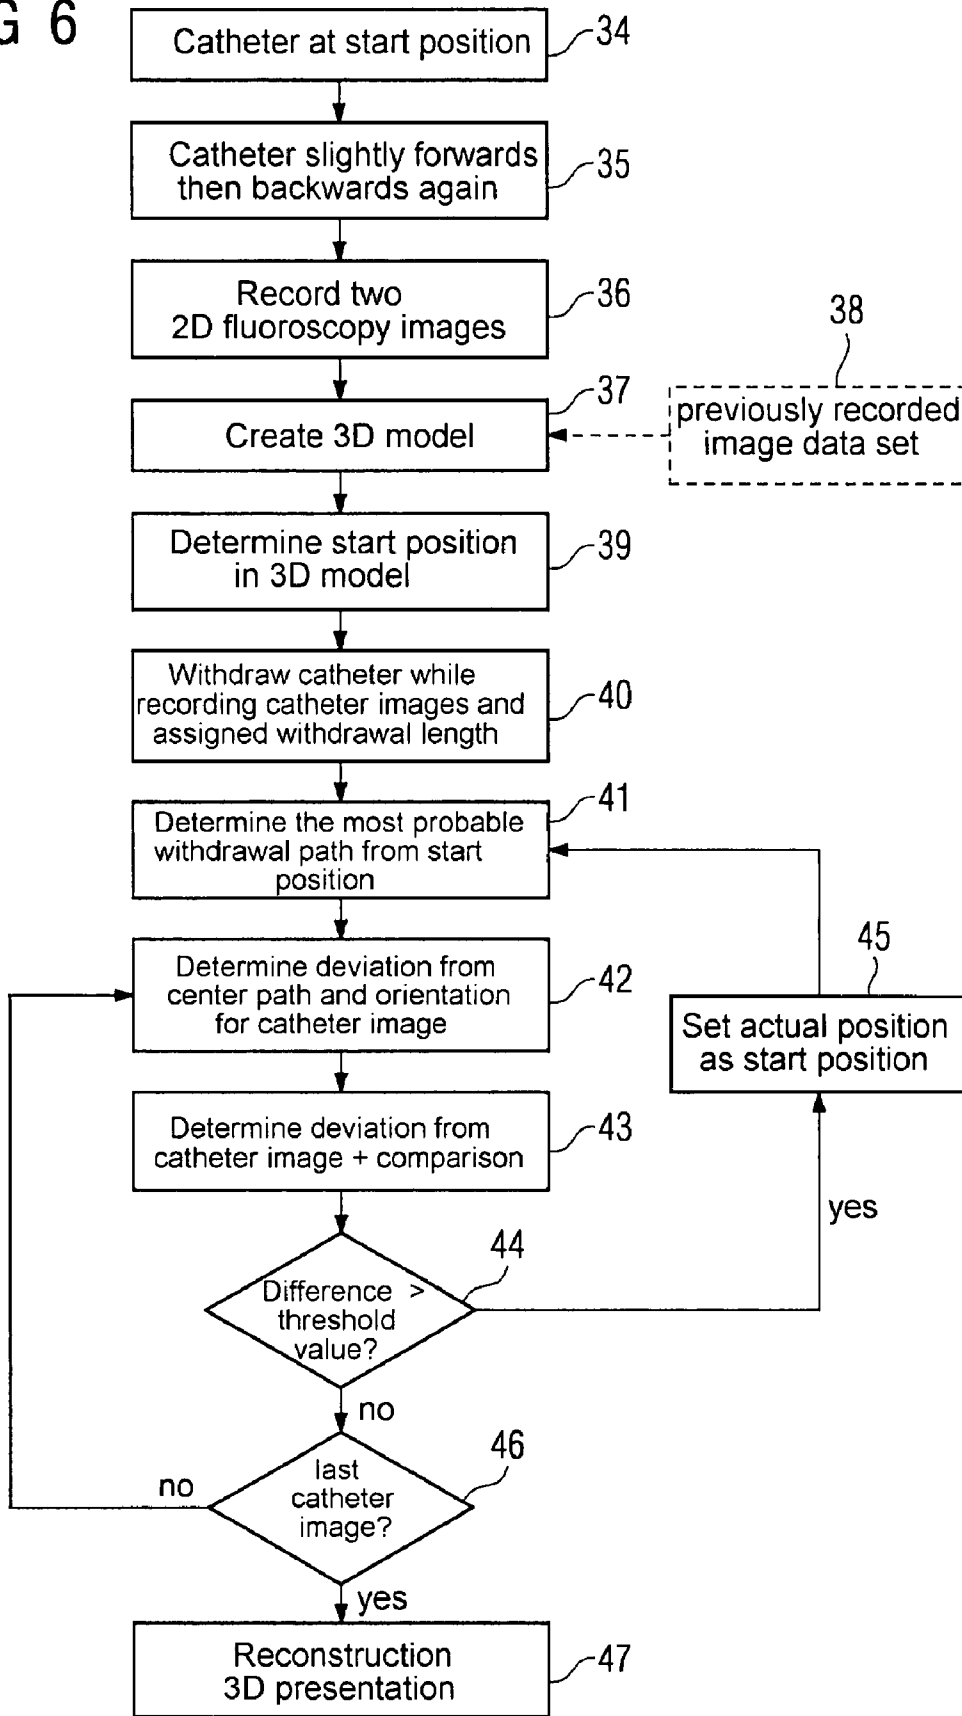 G 6
Catheter at start position
34
Catheter slightly forwards
then backwards again
35
Record two
2D fluoroscopy images
36
Create 3D model
37
38
previously recorded
image data set
Determine start position
in 3D model
39
Withdraw catheter while
recording catheter images and
assigned withdrawal length
40
Determine the most probable
withdrawal path from start
position
41
Determine deviation from
center path and orientation
for catheter image
42
45
Set actual position
as start position
Determine deviation from
catheter image + comparison
43
yes
Difference >
threshold
value?
44
no
last
catheter
image?
46
no
yes
Reconstruction
3D presentation
47